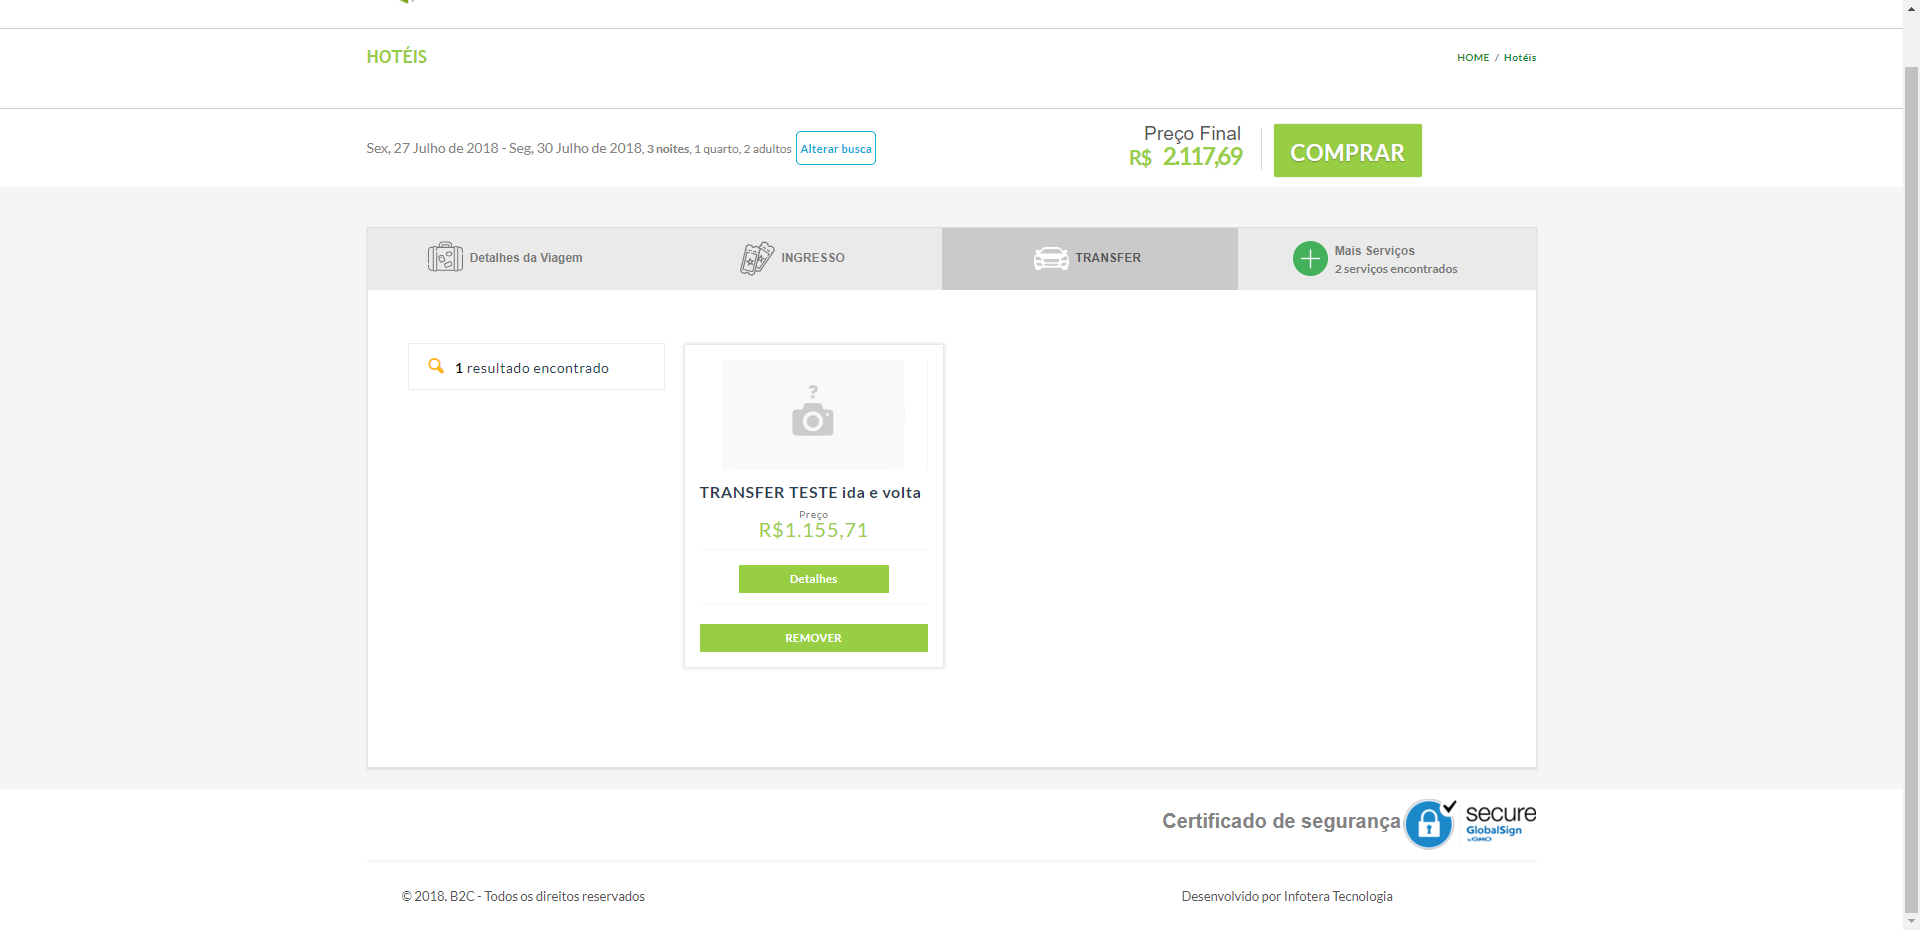 HOTÉIS
HOME / Hotéis
Sex, 27 Julho de 2018 - Seg, 30 Julho de 2018, 3 noites, 1 quarto, 2 adultos
Alterar busca
Preço Final
R$ 2.117,69
COMPRAR
Detalhes da Viagem
INGRESSO
TRANSFER
Mais Serviços
2 serviços encontrados
1 resultado encontrado
?
TRANSFER TESTE ida e volta
Preço
R$1.155,71
Detalhes
REMOVER
Certificado de segurança
secure
GlobalSign
by GMO
© 2018. B2C - Todos os direitos reservados
Desenvolvido por Infotera Tecnologia